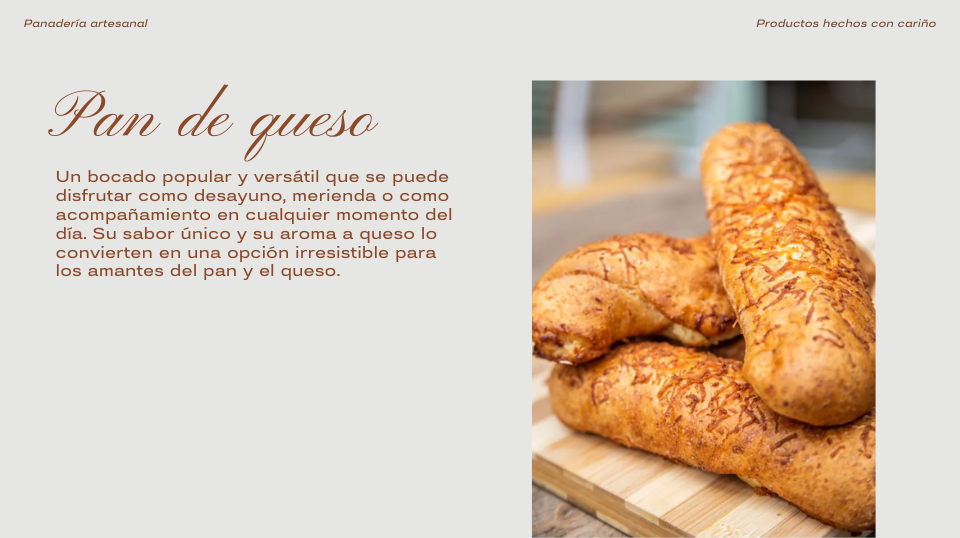 Panadería artesanal
Productos hechos con cariño
Pan de queso
Un bocado popular y versátil que se puede
disfrutar como desayuno, merienda o como
acompañamiento en cualquier momento del
día. Su sabor único y su aroma a queso lo
convierten en una opción irresistible para
los amantes del pan y el queso.